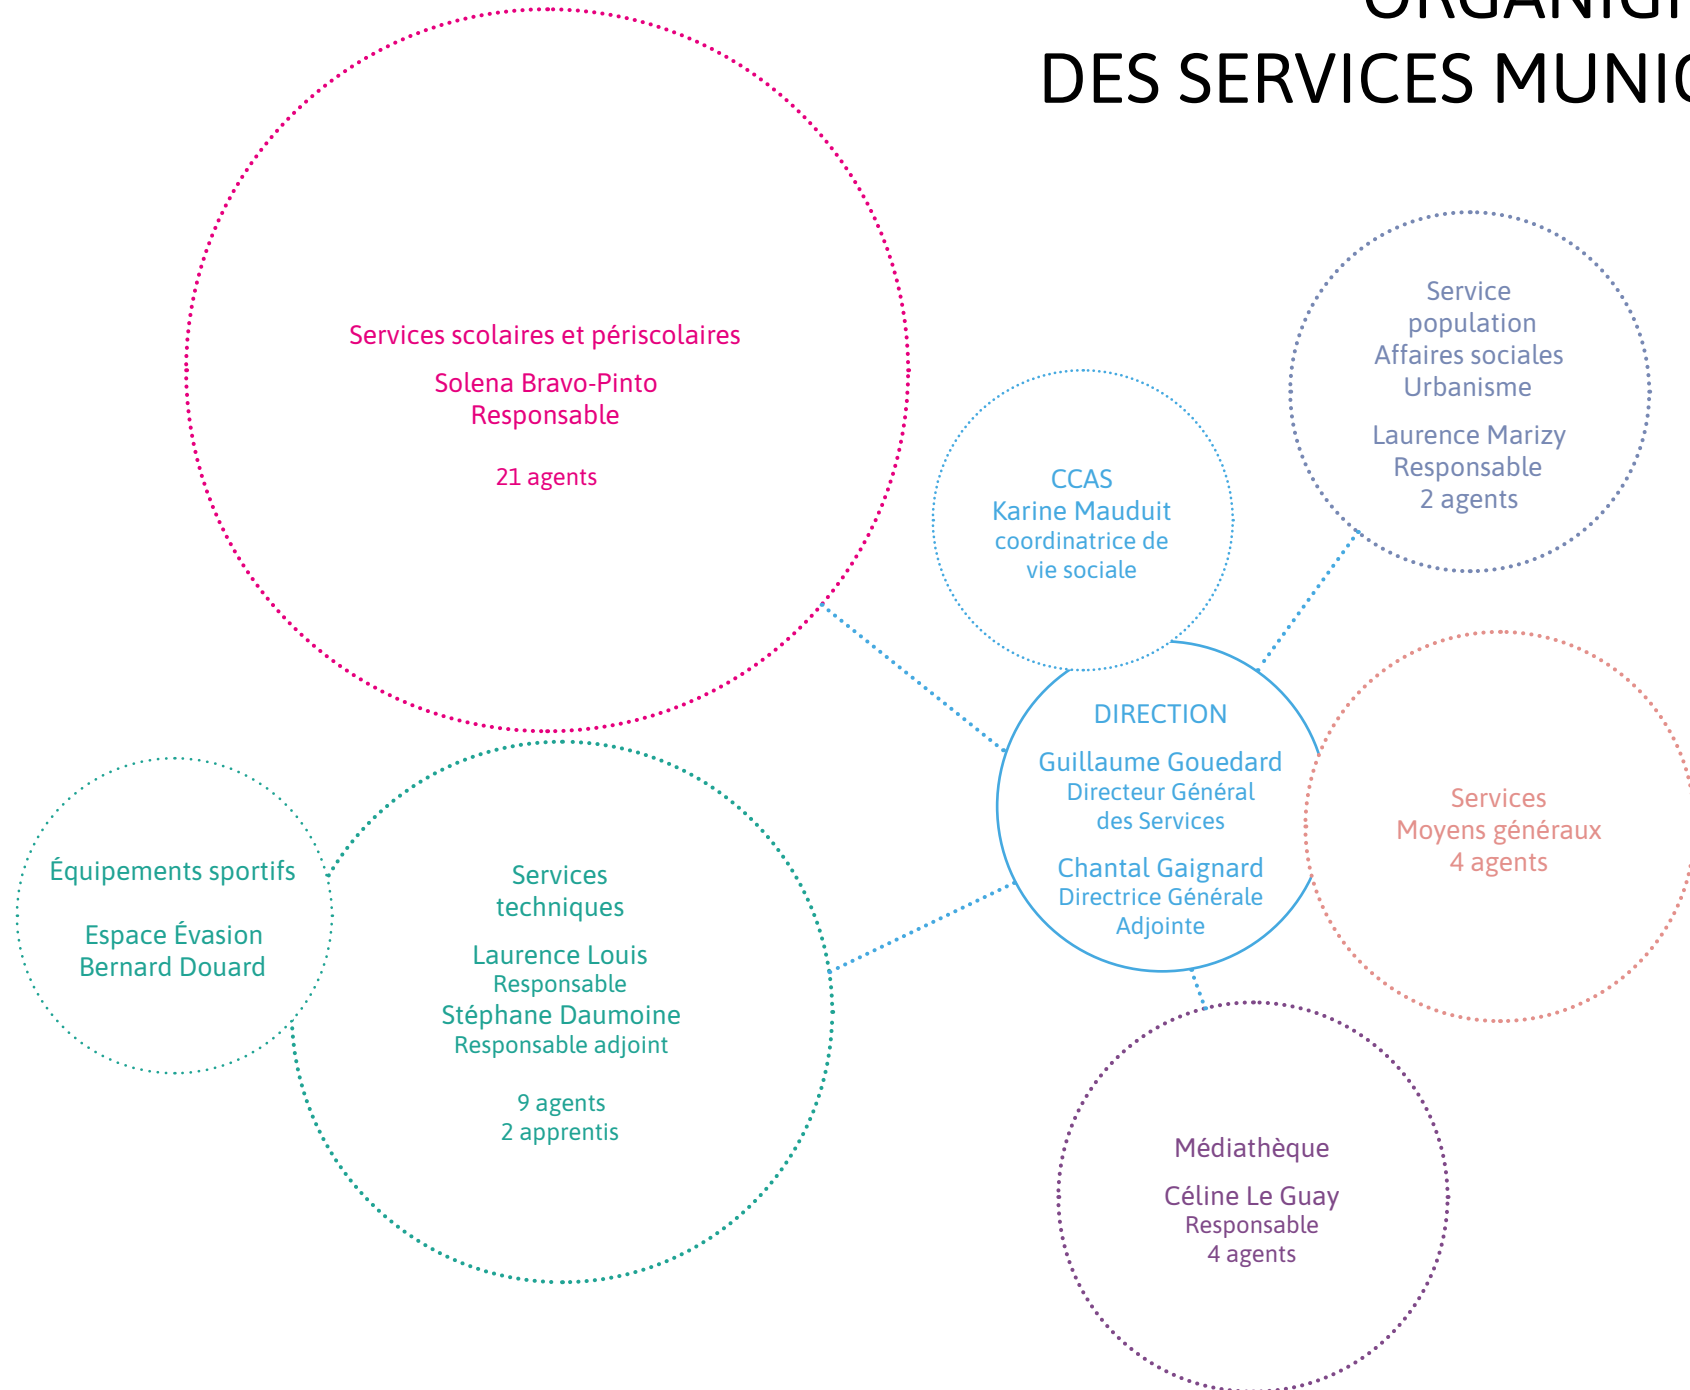 DES SERVICES
Services scolaires et périscolaires
Solena Bravo-Pinto
Responsable
21 agents
Service
population
Affaires sociales
Urbanisme
Laurence Marizy
Responsable
2 agents
CCAS
Karine Mauduit
coordinatrice de
vie sociale
DIRECTION
Guillaume Gouedard
Directeur Général
des Services
Chantal Gaignard
Directrice Générale
Adjointe
Services
Moyens généraux
4 agents
Équipements sportifs
Espace Évasion
Bernard Douard
Services
techniques
Laurence Louis
Responsable
Stéphane Daumoine
Responsable adjoint
9 agents
2 apprentis
Médiathèque
Céline Le Guay
Responsable
4 agents